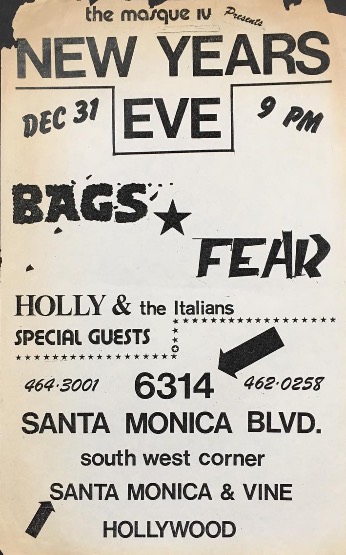 the masque IV Presents
NEW YEARS
DEC 31 EVE 9 PM
BAGS
FEAR
HOLLY & the Italians
SPECIAL GUESTS
464-3001 6314 462-0258
SANTA MONICA BLVD.
south west corner
SANTA MONICA & VINE
HOLLYWOOD